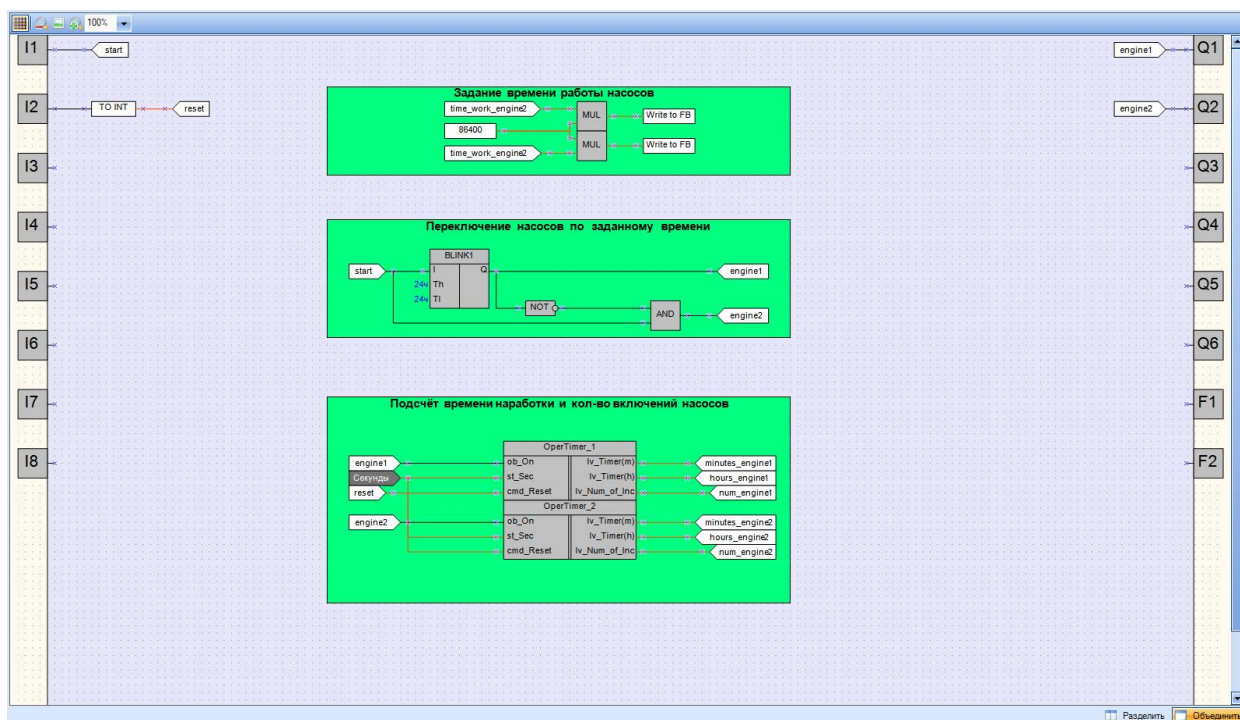 100%
I1
start
engine1
Q1
I2
TO INT
reset
engine2
Q2
Задание времени работы насосов
time_work_engine2
MUL
Write to FB
86400
MUL
Write to FB
time_work_engine2
I3
Q3
I4
Q4
Переключение насосов по заданному времени
BLINK1
start
I
Q
engine1
24ч
Th
24ч
Tl
I5
Q5
NOT
AND
engine2
I6
Q6
I7
F1
Подсчёт времени наработки и кол-во включений насосов
I8
F2
OperTimer_1
engine1
ob_On
lv_Timer(m)
minutes_engine1
Секунды
st_Sec
lv_Timer(h)
hours_engine1
reset
cmd_Reset
lv_Num_of_Inc
num_engine1
OperTimer_2
engine2
ob_On
lv_Timer(m)
minutes_engine2
st_Sec
lv_Timer(h)
hours_engine2
cmd_Reset
lv_Num_of_Inc
num_engine2
Разделить
Объединить